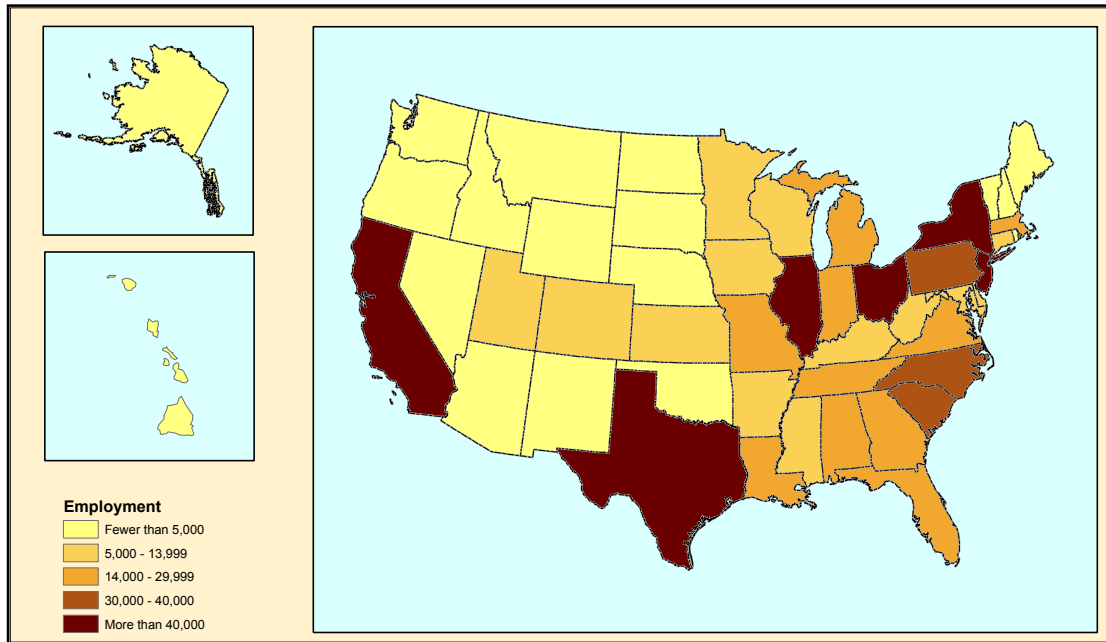 Employment
Fewer than 5,000
5,000 - 13,999
14,000 - 29,999
30,000 - 40,000
More than 40,000